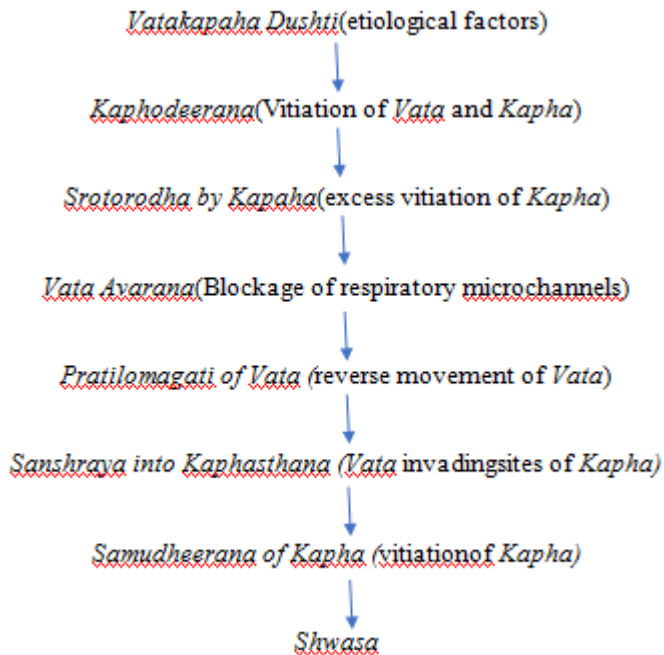 Vatakapaha Dushti(etiological factors)
Kaphodeerana(Vitiation of Vata and Kapha)
Srotorodha by Kapaha(excess vitiation of Kapha)
Vata Avarana(Blockage of respiratory microchannels)
Pratilomagati of Vata (reverse movement of Vata)
Sanshraya into Kaphasthana (Vata invadingsites of Kapha)
Samudheerana of Kapha (vitiationof Kapha)
Shwasa